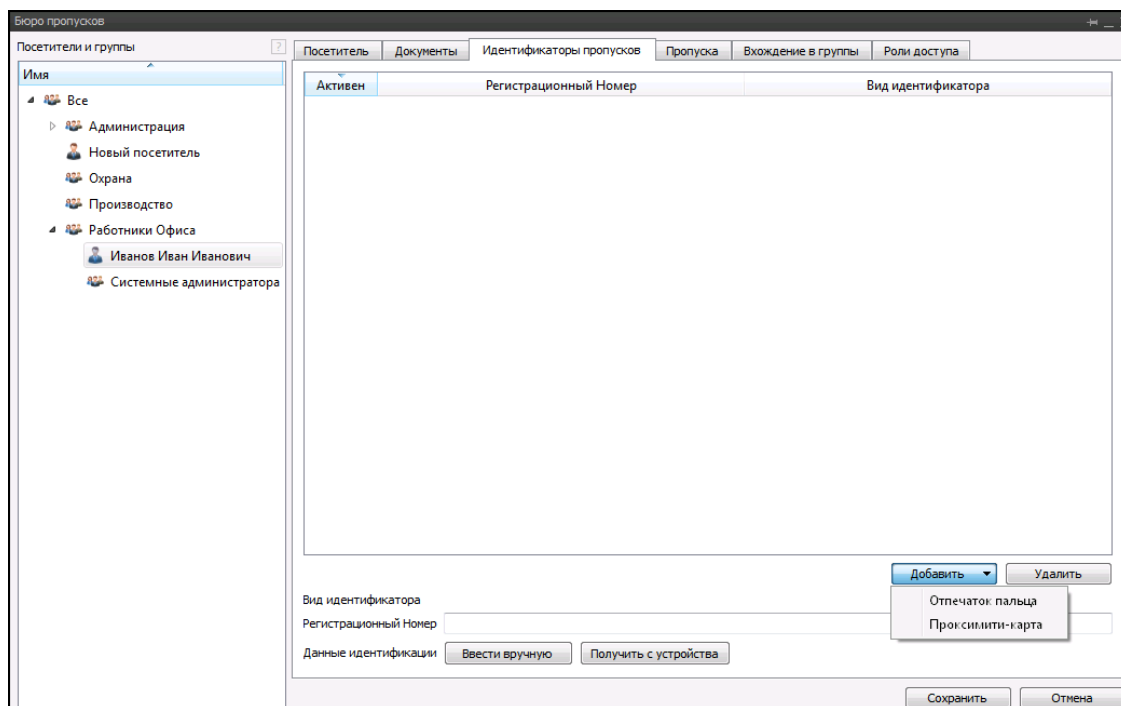 Бюро пропусков
Посетители и группы ?
Имя
Все
Администрация
Новый посетитель
Охрана
Производство
Работники Офиса
Иванов Иван Иванович
Системные администратора
Посетитель Документы Идентификаторы пропусков Пропуска Вхождение в группы Роли доступа
Активен Регистрационный Номер Вид идентификатора
Добавить Удалить
Отпечаток пальца
Проксимити-карта
Вид идентификатора
Регистрационный Номер
Данные идентификации Ввести вручную Получить с устройства
Сохранить Отмена